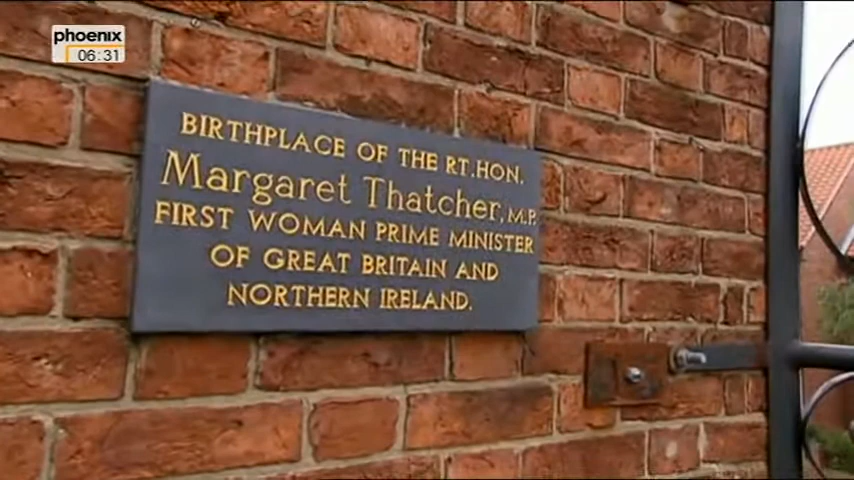 phoenix
06:31
BIRTHPLACE OF THE RT.HON.
MARGARET THATCHER, M.P.
FIRST WOMAN PRIME MINISTER
OF GREAT BRITAIN AND
NORTHERN IRELAND.